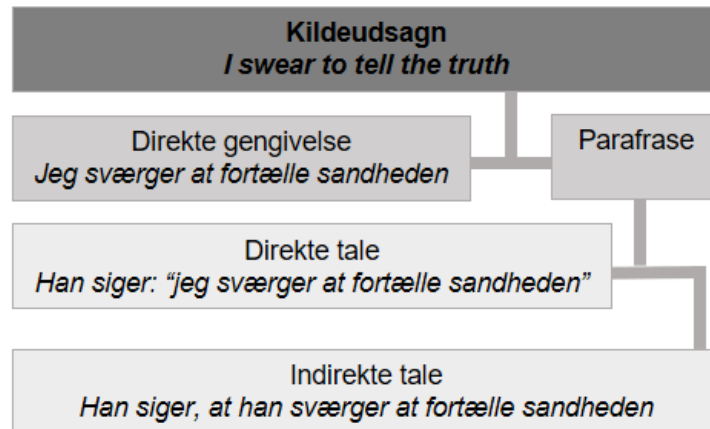 Kildeudsagn
I swear to tell the truth
Direkte gengivelse
Jeg sværger at fortælle sandheden
Parafrase
Direkte tale
Han siger: “jeg sværger at fortælle sandheden”
Indirekte tale
Han siger, at han sværger at fortælle sandheden